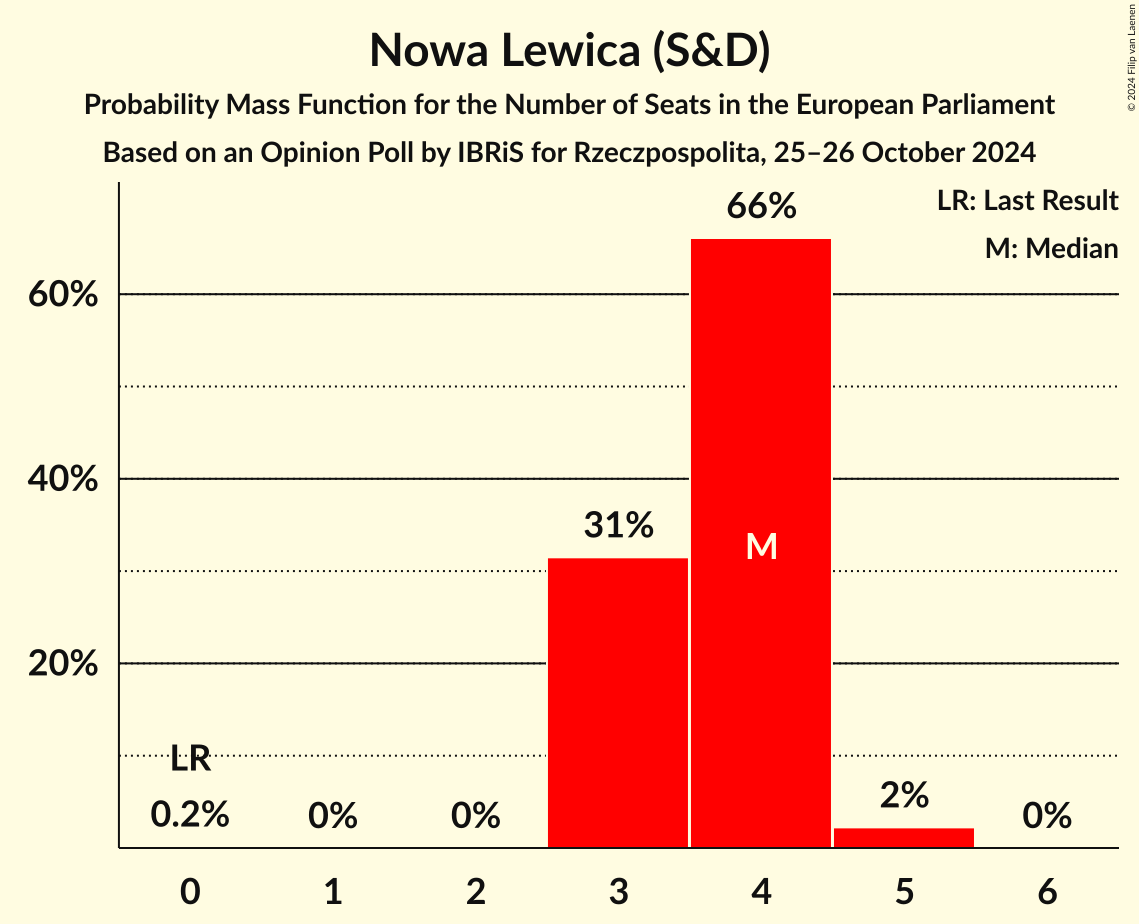 Nowa Lewica (S&D)
Probability Mass Function for the Number of Seats in the European Parliament
Based on an Opinion Poll by IBRiS for Rzeczpospolita, 25–26 October 2024
© 2024 Filip van Laenen
LR: Last Result
M: Median
66%
60%
40%
31%
M
20%
LR
0.2%
0%
0%
2%
0%
0
1
2
3
4
5
6